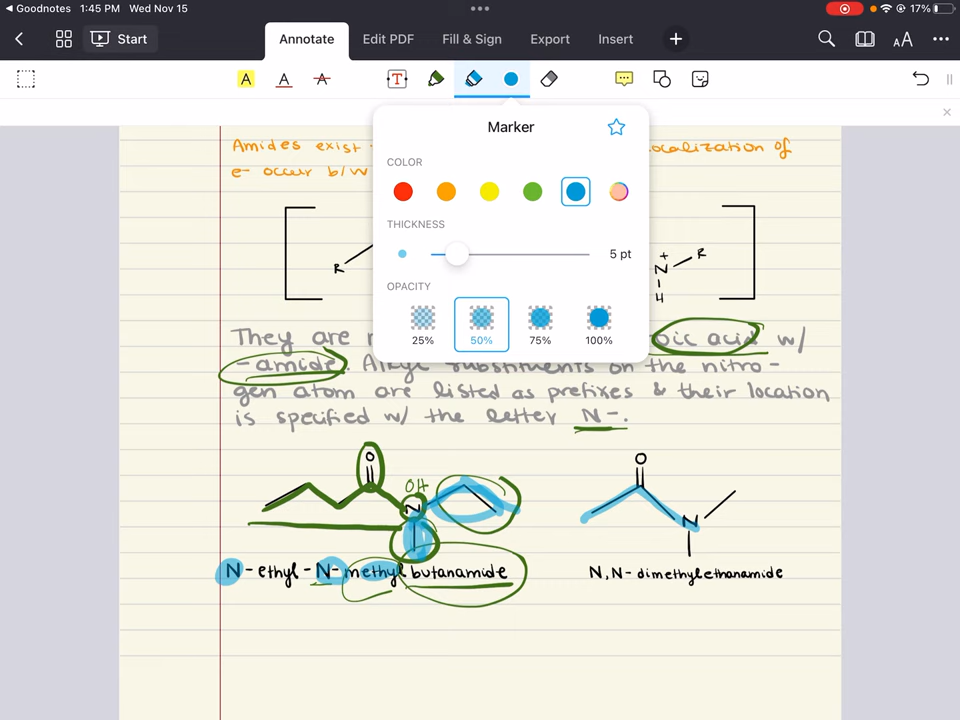 Goodnotes 1:45 PM Wed Nov 15 17%
Start Annotate Edit PDF Fill & Sign Export Insert
Marker
COLOR
THICKNESS
5 pt
OPACITY
25% 50% 75% 100%
Amides exist ocalization of
e- occur b/w
R N + R
H
They are oic acid w/
-amide. Alkyl substituents on the nitro-
gen atom are listed as prefixes & their location
is specified w/ the letter N-.
O OH N
O N
N-ethyl-N-methylbutanamide
N,N-dimethylethanamide